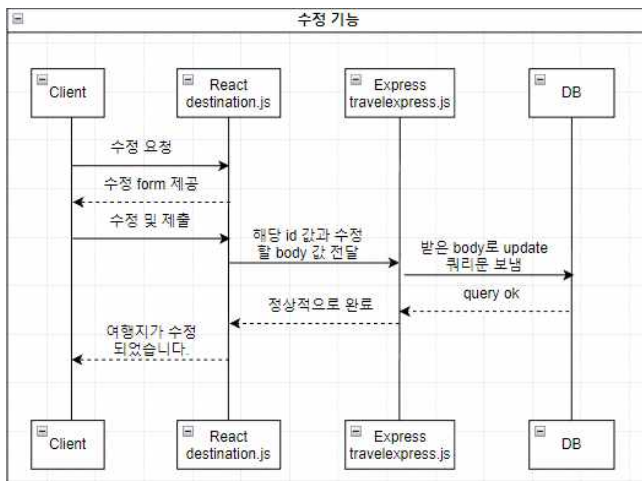 수정 기능
Client
React
destination.js
Express
travelexpress.js
DB
수정 요청
수정 form 제공
수정 및 제출
해당 id 값과 수정
할 body 값 전달
받은 body로 update
쿼리문 보냄
query ok
정상적으로 완료
여행지가 수정
되었습니다.
Client
React
destination.js
Express
travelexpress.js
DB